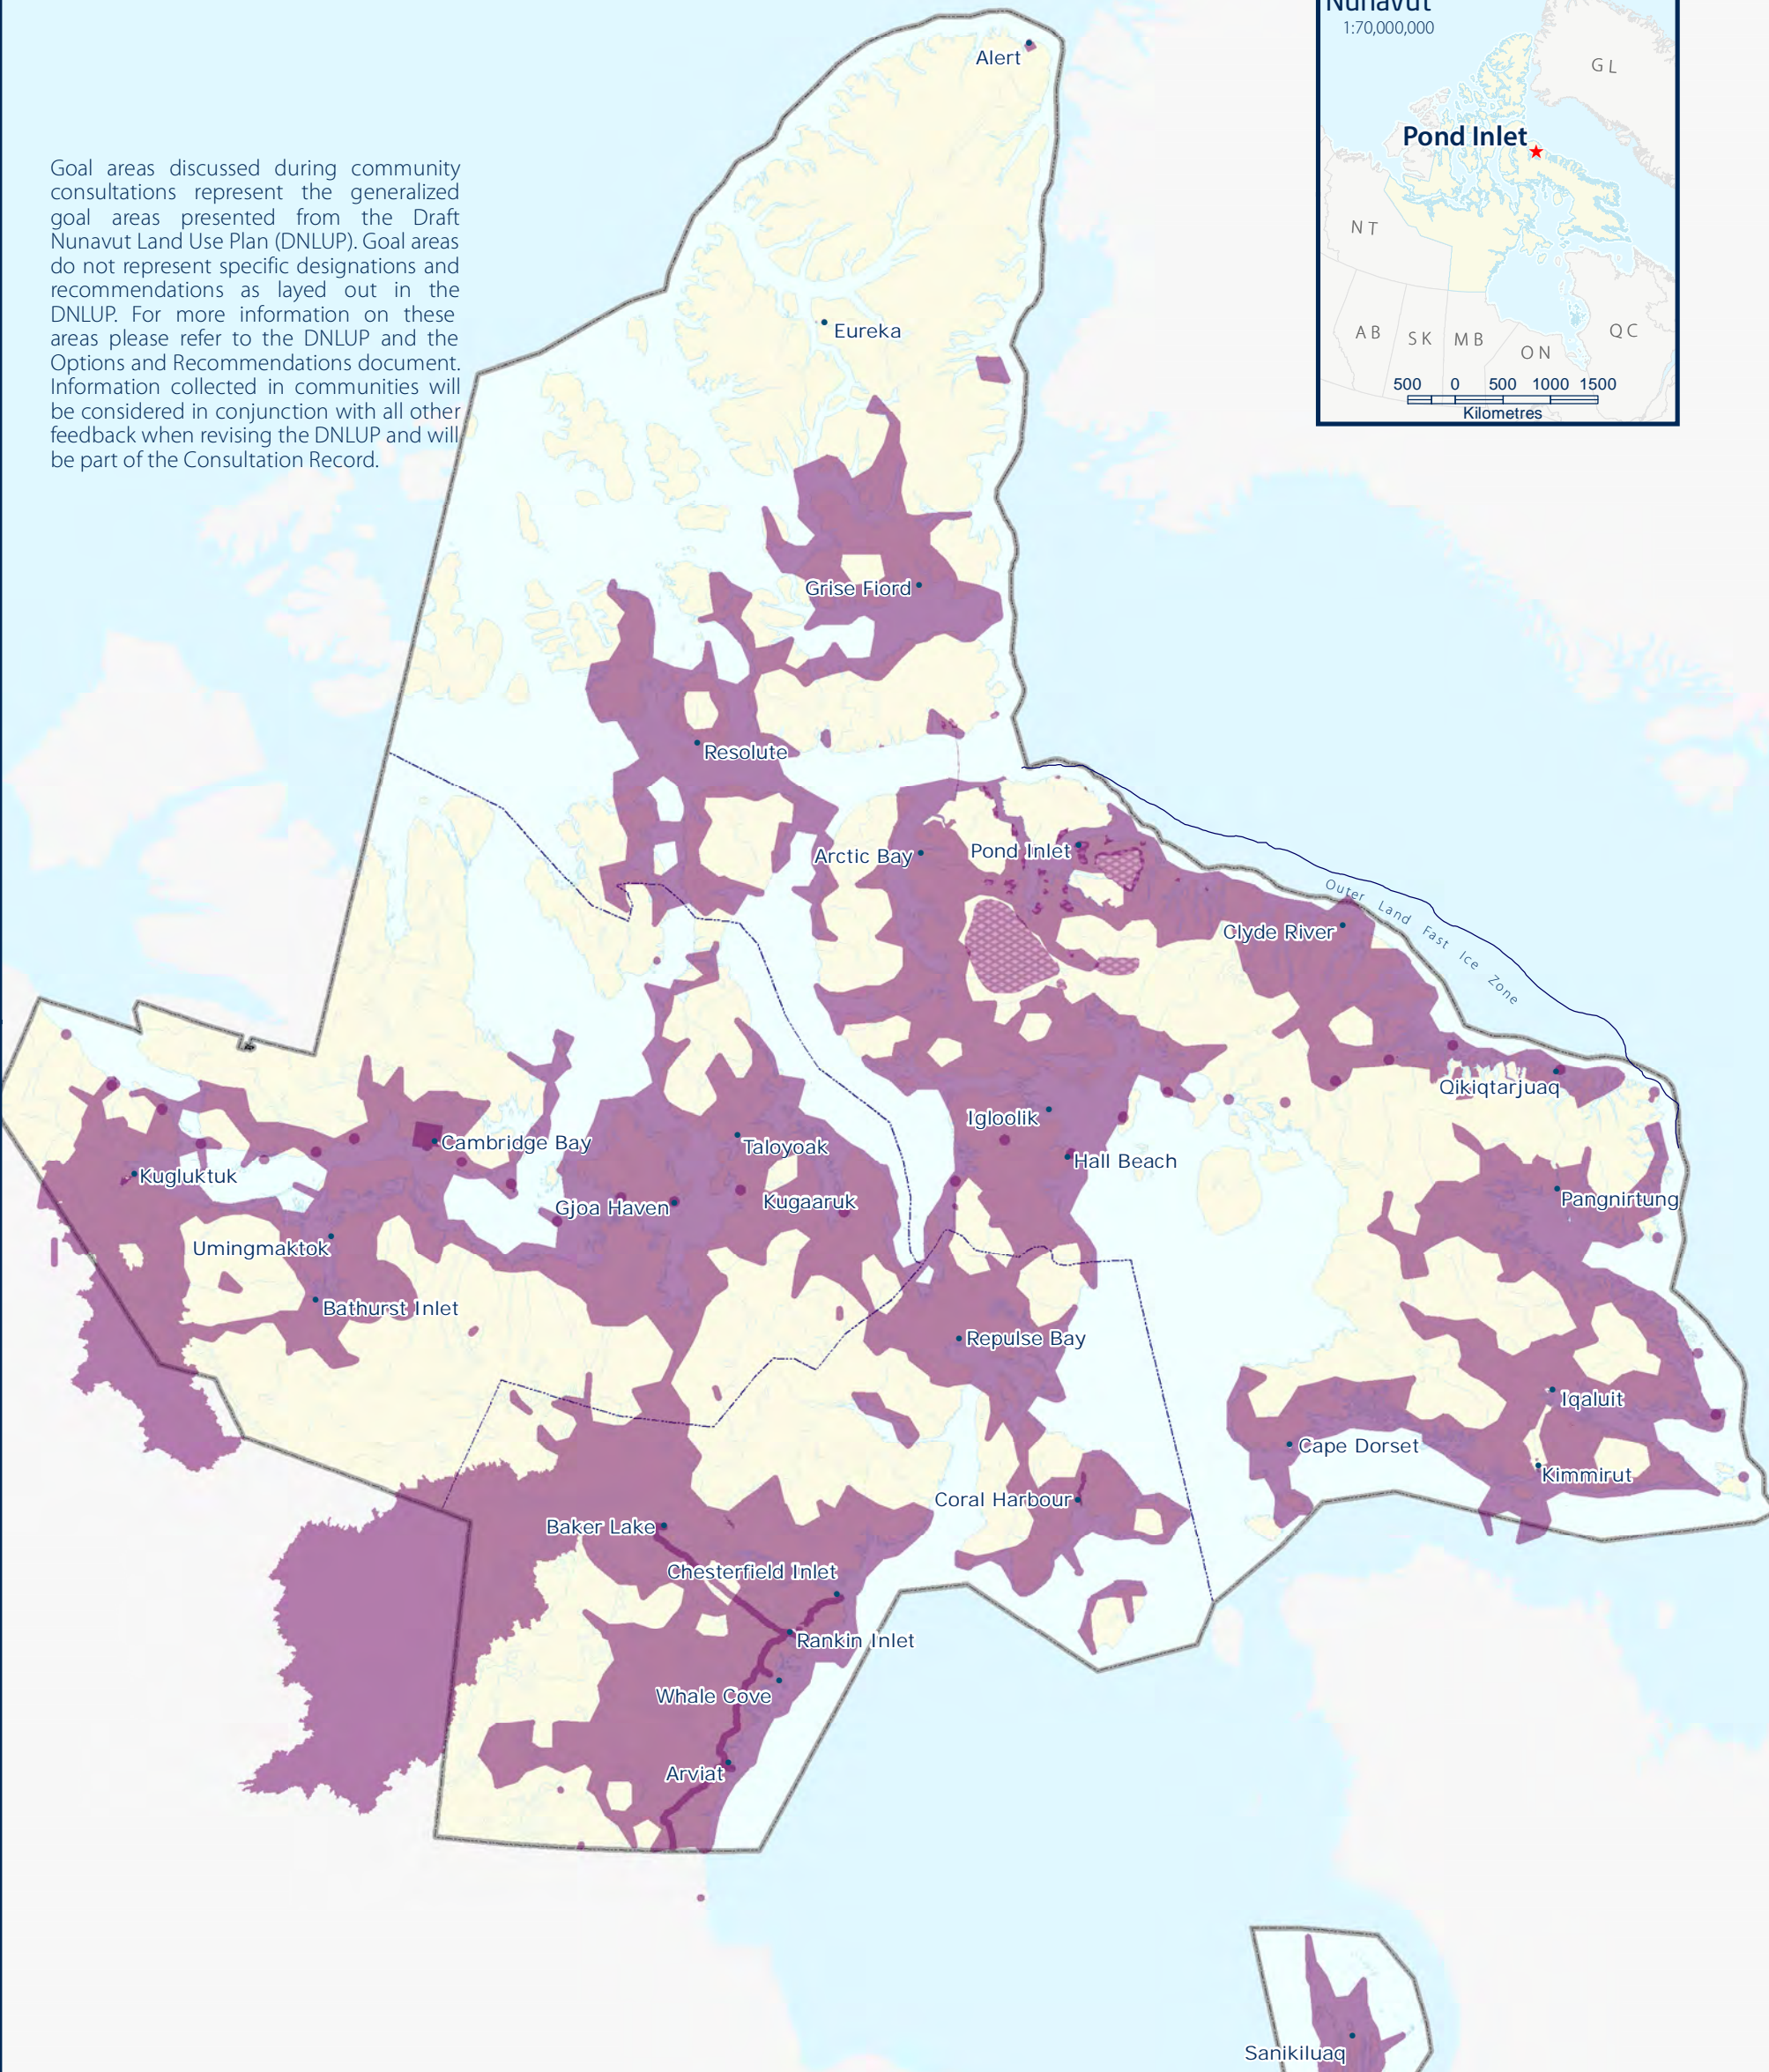 Nunavut
1:70,000,000
GL
Pond Inlet
NT
AB
SK
MB
ON
QC
500 0 500 1000 1500
Kilometres
Goal areas discussed during community
consultations represent the generalized
goal areas presented from the Draft
Nunavut Land Use Plan (DNLUP). Goal areas
do not represent specific designations and
recommendations as layed out in the
DNLUP. For more information on these
areas please refer to the DNLUP and the
Options and Recommendations document.
Information collected in communities will
be considered in conjunction with all other
feedback when revising the DNLUP and will
be part of the Consultation Record.
Alert
Eureka
Grise Fiord
Resolute
Arctic Bay
Pond Inlet
Outer Land Fast Ice Zone
Clyde River
Qikiqtarjuaq
Igloolik
Cambridge Bay
Taloyoak
Hall Beach
Kugluktuk
Gjoa Haven
Kugaaruk
Pangnirtung
Umingmaktok
Bathurst Inlet
Repulse Bay
Iqaluit
Cape Dorset
Kimmirut
Coral Harbour
Baker Lake
Chesterfield Inlet
Rankin Inlet
Whale Cove
Arviat
Sanikiluaq